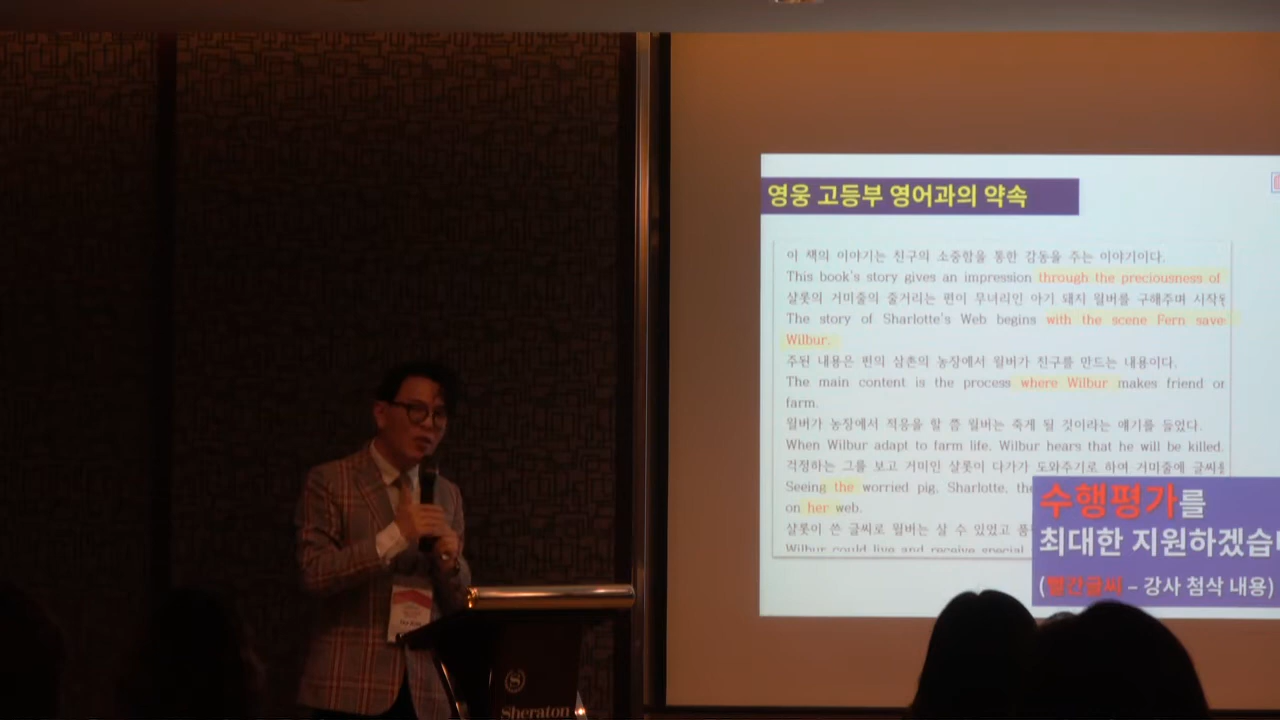 영웅 고등부 영어과의 약속
이 책의 이야기는 친구의 소중함을 통한 감동을 주는 이야기이다.
This book's story gives an impression through the preciousness of
샬롯의 거미줄의 줄거리는 펀이 무녀리인 아기 돼지 윌버를 구해주며 시작
The story of Sharlotte's Web begins with the scene Fern save
Wilbur.
주된 내용은 펀의 삼촌의 농장에서 윌버가 친구를 만드는 내용이다.
The main content is the process where Wilbur makes friend
farm.
윌버가 농장에서 적응을 할 쯤 윌버는 죽게 될 것이라는 얘기를 들었다.
When Wilbur adapt to farm life, Wilbur hears that he will be killed.
걱정하는 그를 보고 거미인 샬롯이 다가가 도와주기로 하여 거미줄에
Seeing the worried pig, Sharlotte,
on her web.
샬롯이 쓴 글씨로 윌버는 살 수 있었고
Wilbur could live and receive special
수행평가를
최대한 지원하겠습
(빨간글씨 – 강사 첨삭 내용)
Sheraton